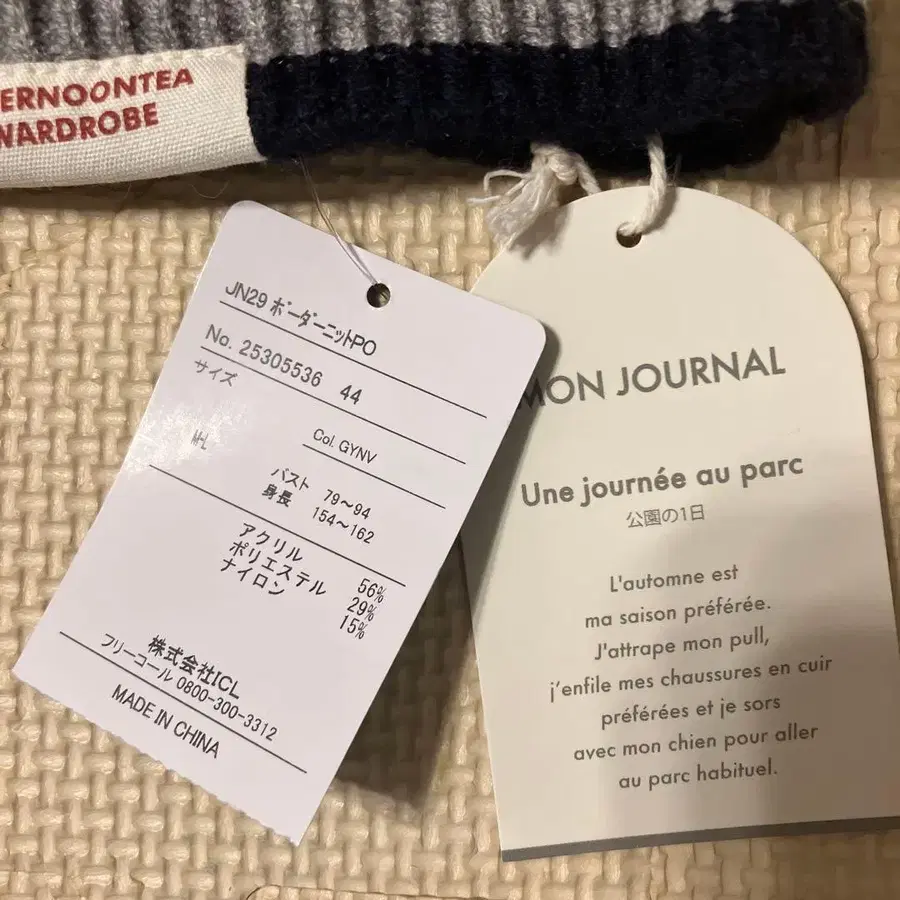 ERNOONTEA
WARDROBE
JN29 ボーダーニットPO
No. 25305536 44
サイズ
Col. GYNV
M-L
バスト 79～94
身長 154～162
アクリル 56%
ポリエステル 29%
ナイロン 15%
株式会社ICL
フリーコール 0800-300-3312
MADE IN CHINA
MON JOURNAL
Une journée au parc
公園の1日
L'automne est
ma saison préférée.
J'attrape mon pull,
j'enfile mes chaussures en cuir
préférées et je sors
avec mon chien pour aller
au parc habituel.